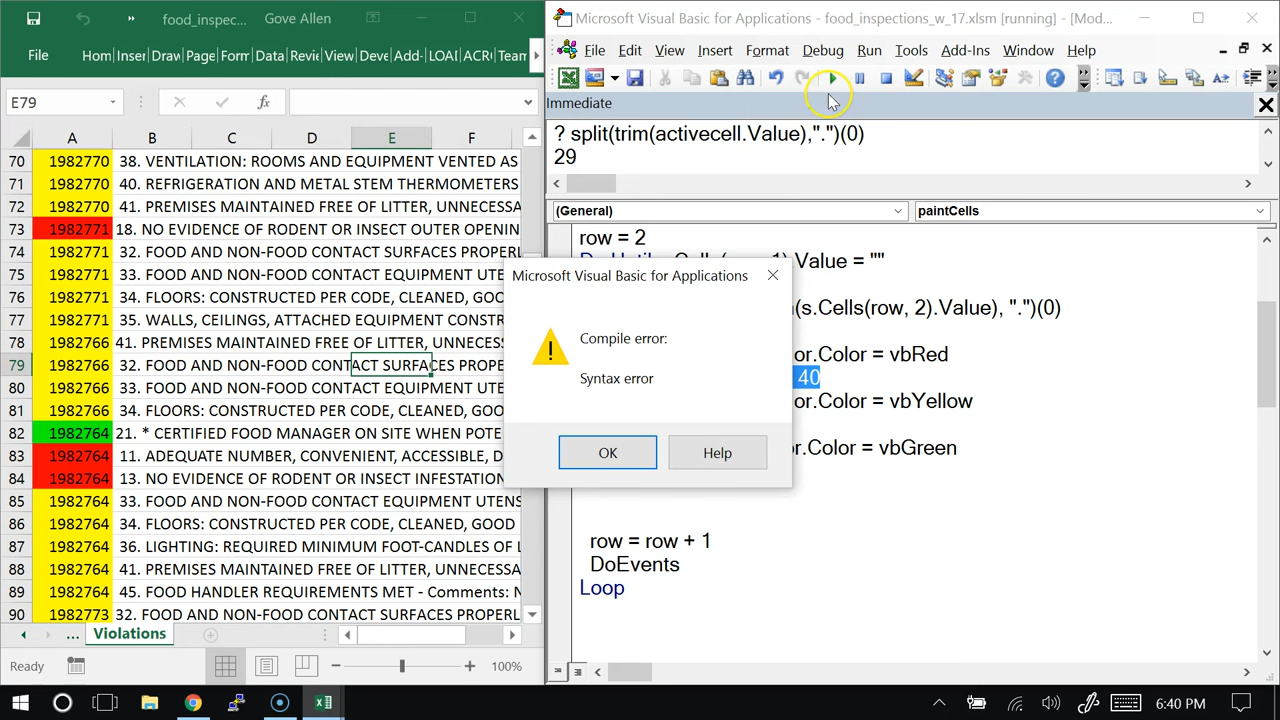 food_inspec... Gove Allen
File Hom Inser Draw Page Forr Data Revie View Deve Add- LOAI ACRO Team
E79
A B C D E F
70 1982770 38. VENTILATION: ROOMS AND EQUIPMENT VENTED AS
71 1982770 40. REFRIGERATION AND METAL STEM THERMOMETERS
72 1982770 41. PREMISES MAINTAINED FREE OF LITTER, UNNECESSA
73 1982771 18. NO EVIDENCE OF RODENT OR INSECT OUTER OPENIN
74 1982771 32. FOOD AND NON-FOOD CONTACT SURFACES PROPERL
75 1982771 33. FOOD AND NON-FOOD CONTACT EQUIPMENT UTE
76 1982771 34. FLOORS: CONSTRUCTED PER CODE, CLEANED, GOO
77 1982771 35. WALLS, CEILINGS, ATTACHED EQUIPMENT CONSTR
78 1982766 41. PREMISES MAINTAINED FREE OF LITTER, UNNECESS
79 1982766 32. FOOD AND NON-FOOD CONTACT SURFACES PROPE
80 1982766 33. FOOD AND NON-FOOD CONTACT EQUIPMENT UTE
81 1982766 34. FLOORS: CONSTRUCTED PER CODE, CLEANED, GOO
82 1982764 21. * CERTIFIED FOOD MANAGER ON SITE WHEN POTE
83 1982764 11. ADEQUATE NUMBER, CONVENIENT, ACCESSIBLE, D
84 1982764 13. NO EVIDENCE OF RODENT OR INSECT INFESTATION
85 1982764 33. FOOD AND NON-FOOD CONTACT EQUIPMENT UTENS
86 1982764 34. FLOORS: CONSTRUCTED PER CODE, CLEANED, GOOD
87 1982764 36. LIGHTING: REQUIRED MINIMUM FOOT-CANDLES OF L
88 1982764 41. PREMISES MAINTAINED FREE OF LITTER, UNNECESSA
89 1982764 45. FOOD HANDLER REQUIREMENTS MET - Comments: N
90 1982773 32. FOOD AND NON-FOOD CONTACT SURFACES PROPERL
... Violations
Ready 100%
Microsoft Visual Basic for Applications - food_inspections_w_17.xlsm [running] - [Mod...
File Edit View Insert Format Debug Run Tools Add-Ins Window Help
Immediate
? split(trim(activecell.Value),".")(0)
29
(General) paintCells
row = 2
.Value = ""
(s.Cells(row, 2).Value), ".")(0)
or.Color = vbRed
40
or.Color = vbYellow
or.Color = vbGreen
row = row + 1
DoEvents
Loop
Microsoft Visual Basic for Applications
Compile error:
Syntax error
OK Help
6:40 PM